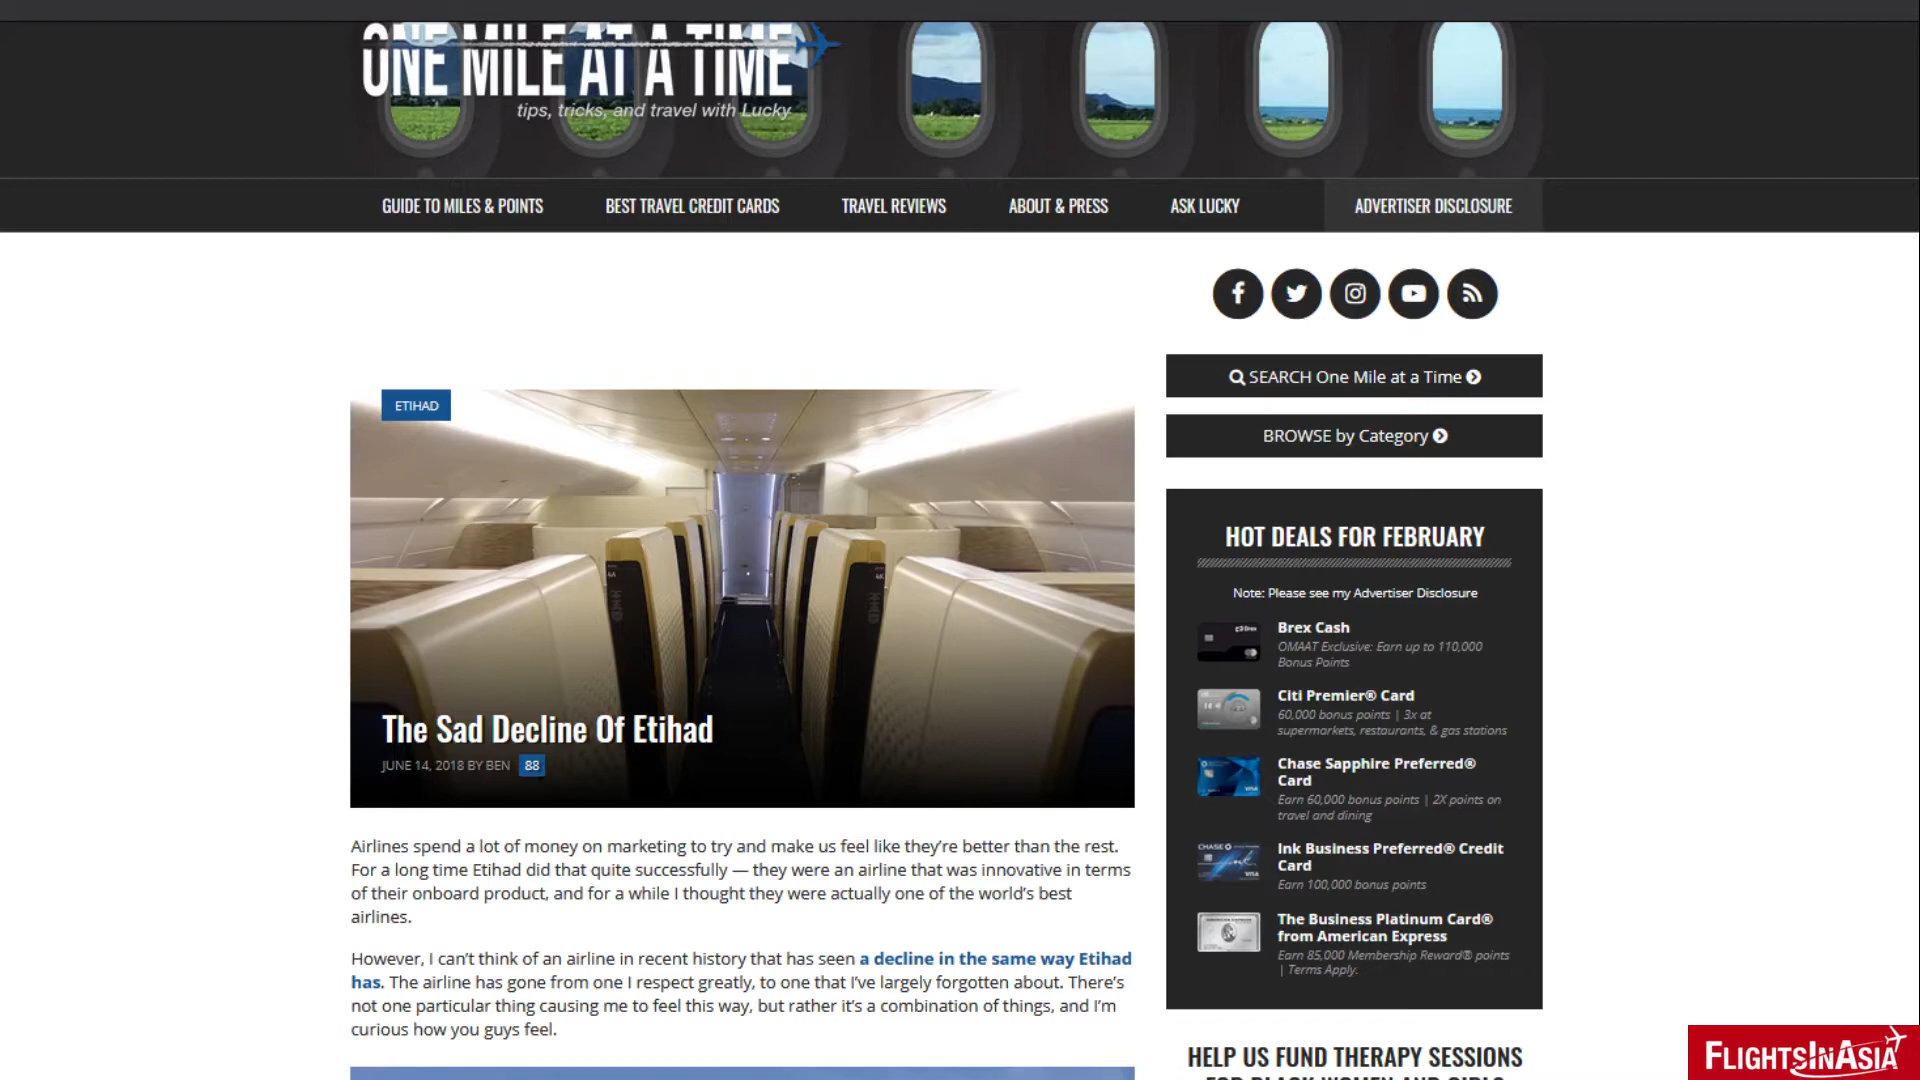 ONE MILE AT A TIME
tips, tricks, and travel with Lucky
GUIDE TO MILES & POINTS
BEST TRAVEL CREDIT CARDS
TRAVEL REVIEWS
ABOUT & PRESS
ASK LUCKY
ADVERTISER DISCLOSURE
ETIHAD
4A
4K
The Sad Decline Of Etihad
JUNE 14, 2018 BY BEN 88
Airlines spend a lot of money on marketing to try and make us feel like they’re better than the rest.
For a long time Etihad did that quite successfully — they were an airline that was innovative in terms
of their onboard product, and for a while I thought they were actually one of the world’s best
airlines.
However, I can’t think of an airline in recent history that has seen a decline in the same way Etihad
has. The airline has gone from one I respect greatly, to one that I’ve largely forgotten about. There’s
not one particular thing causing me to feel this way, but rather it’s a combination of things, and I’m
curious how you guys feel.
SEARCH One Mile at a Time
BROWSE by Category
HOT DEALS FOR FEBRUARY
Note: Please see my Advertiser Disclosure
Brex Cash
OMAAT Exclusive: Earn up to 110,000
Bonus Points
Citi Premier® Card
60,000 bonus points | 3x at
supermarkets, restaurants, & gas stations
Chase Sapphire Preferred®
Card
Earn 60,000 bonus points | 2X points on
travel and dining
Ink Business Preferred® Credit
Card
Earn 100,000 bonus points
The Business Platinum Card®
from American Express
Earn 85,000 Membership Reward® points
| Terms Apply.
HELP US FUND THERAPY SESSIONS
FOR BLACK WOMEN AND GIRLS
FLIGHTSINASIA